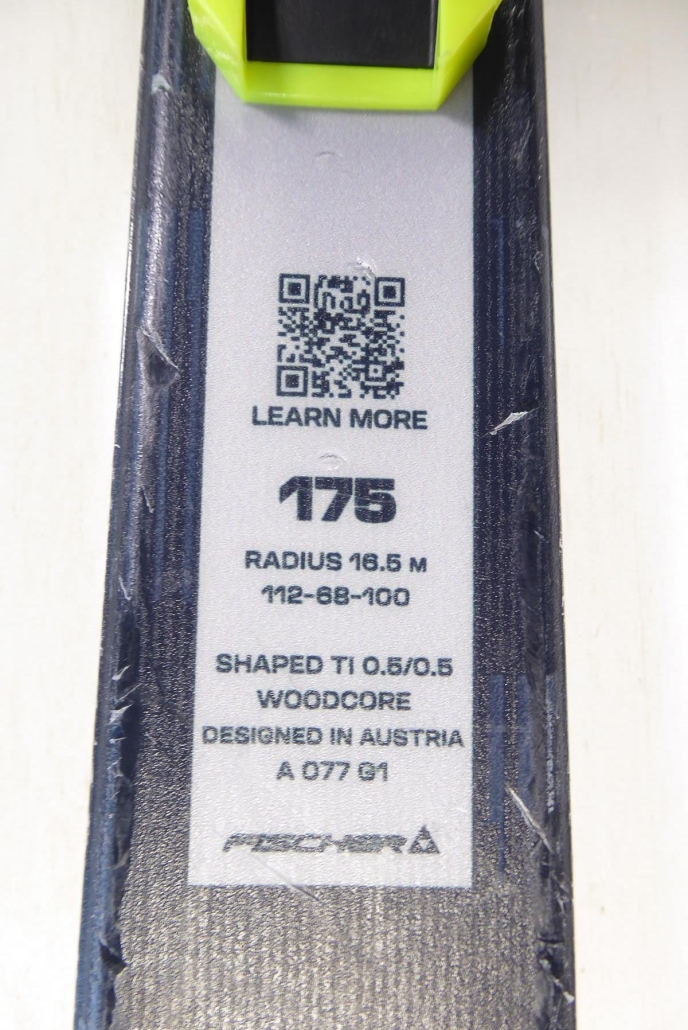 LEARN MORE
175
RADIUS 16.5 M
112-68-100
SHAPED TI 0.5/0.5
WOODCORE
DESIGNED IN AUSTRIA
A 077 G1
FISCHER